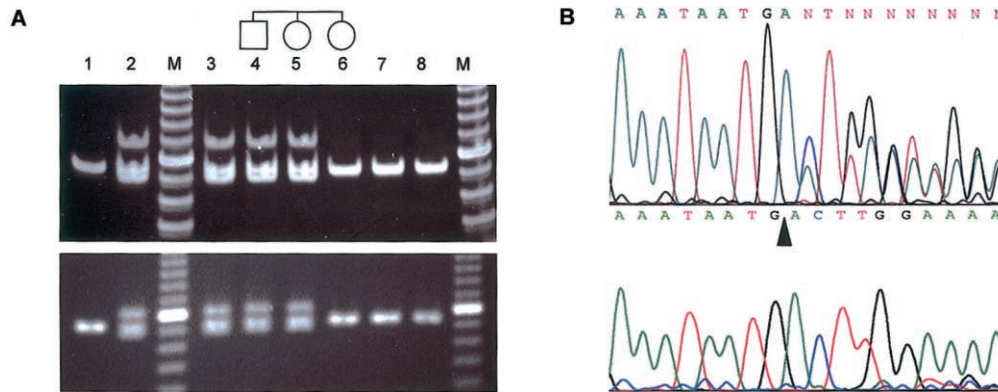 A
1 2 M 3 4 5 6 7 8 M
B
A A A T A A T G A N T N N N N N N N N
A A A T A A T G A C T T G G A A A A